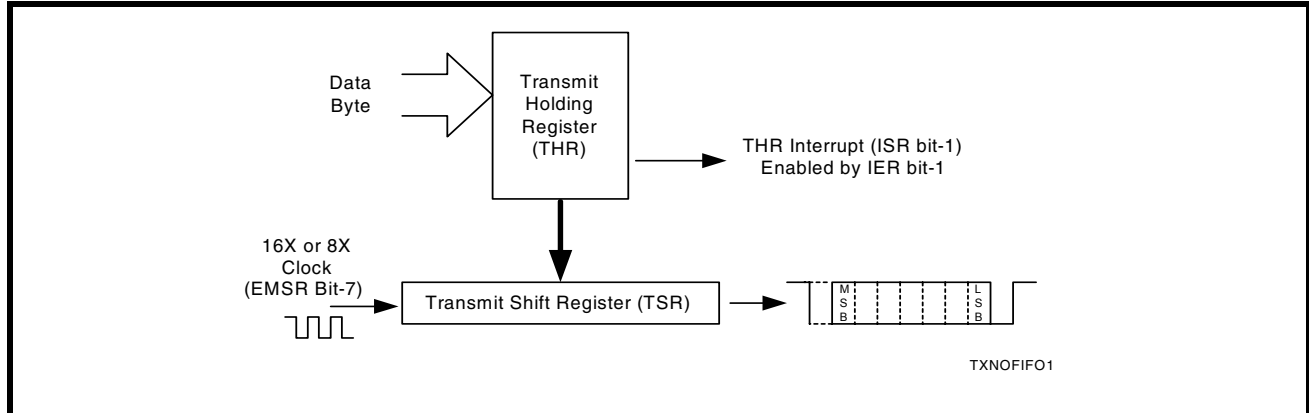 Data
Byte
Transmit
Holding
Register
(THR)
THR Interrupt (ISR bit-1)
Enabled by IER bit-1
16X or 8X
Clock
(EMSR Bit-7)
Transmit Shift Register (TSR)
M
S
B
L
S
B
TXNOFIFO1